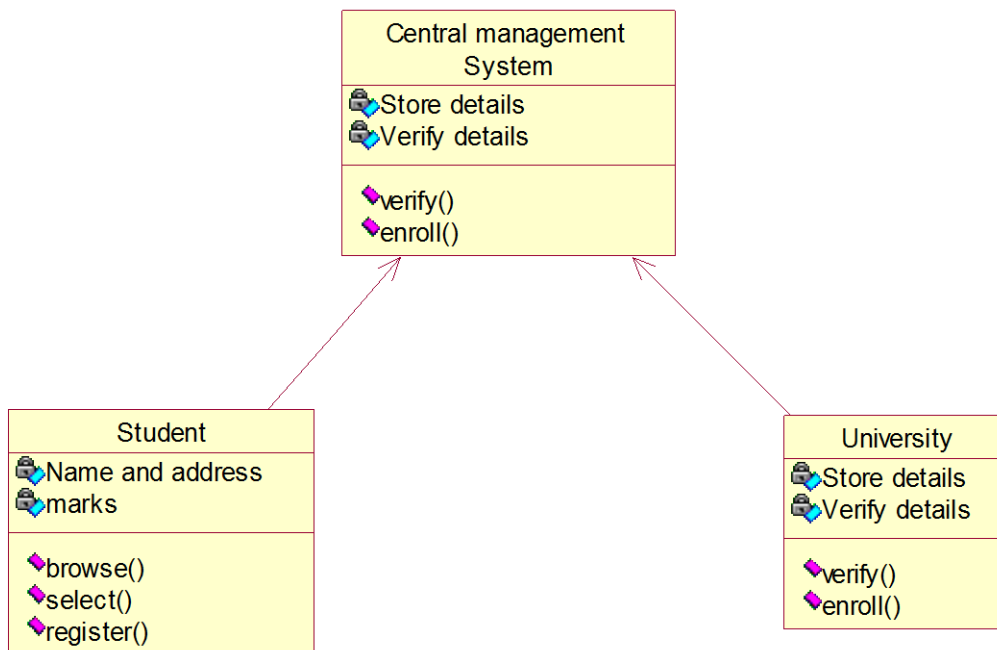 Central management
System
Store details
Verify details
verify()
enroll()
Student
Name and address
marks
browse()
select()
register()
University
Store details
Verify details
verify()
enroll()